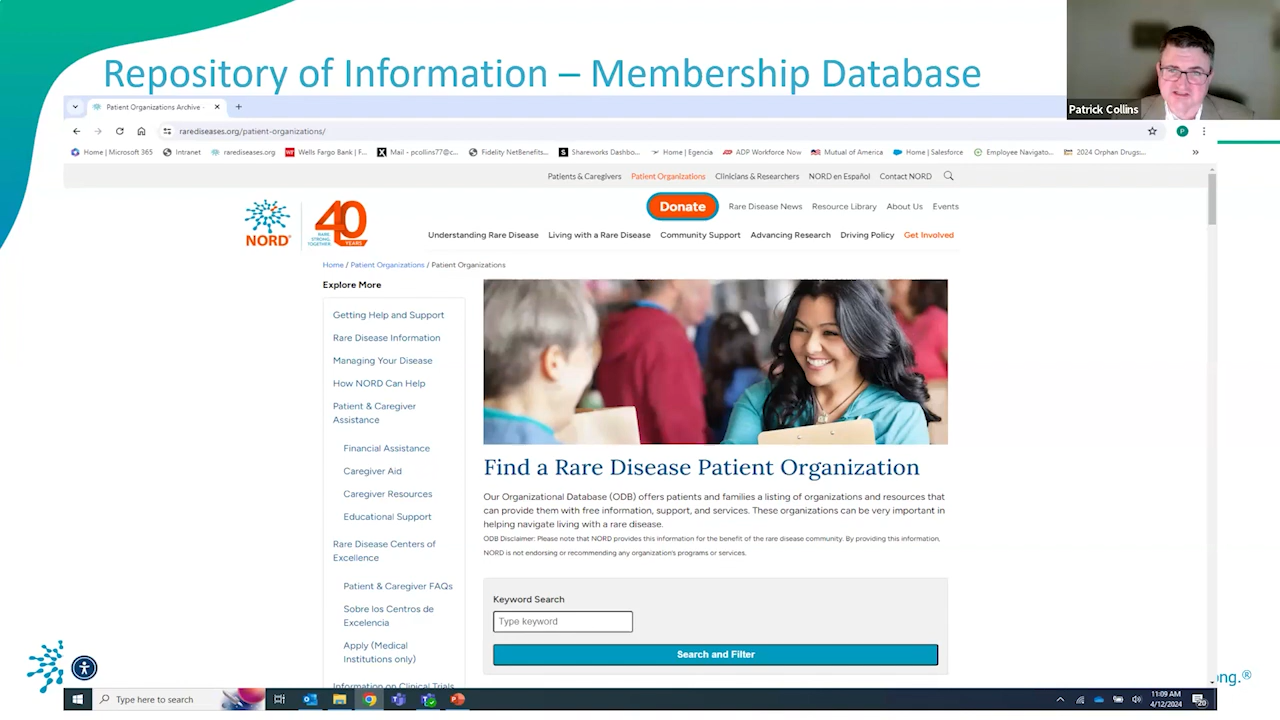 Repository of Information – Membership Database
Patrick Collins
Patient Organizations Archive -
rarediseases.org/patient-organizations/
P
Home | Microsoft 365
Intranet
rarediseases.org
Wells Fargo Bank | F...
Mail - pcollins77@c...
Fidelity NetBenefits...
Shareworks Dashbo...
Home | Egencia
ADP Workforce Now
Mutual of America
Home | Salesforce
Employee Navigato...
2024 Orphan Drugs:...
Patients & Caregivers
Patient Organizations
Clinicians & Researchers
NORD en Español
Contact NORD
NORD®
40
YEARS
RARE
STRONG.
TOGETHER.
Donate
Rare Disease News
Resource Library
About Us
Events
Understanding Rare Disease
Living with a Rare Disease
Community Support
Advancing Research
Driving Policy
Get Involved
Home / Patient Organizations / Patient Organizations
Explore More
Getting Help and Support
Rare Disease Information
Managing Your Disease
How NORD Can Help
Patient & Caregiver
Assistance
Financial Assistance
Caregiver Aid
Caregiver Resources
Educational Support
Rare Disease Centers of
Excellence
Patient & Caregiver FAQs
Sobre los Centros de
Excelencia
Apply (Medical
Institutions only)
Information on Clinical Trials
Find a Rare Disease Patient Organization
Our Organizational Database (ODB) offers patients and families a listing of organizations and resources that
can provide them with free information, support, and services. These organizations can be very important in
helping navigate living with a rare disease.
ODB Disclaimer: Please note that NORD provides this information for the benefit of the rare disease community. By providing this information,
NORD is not endorsing or recommending any organization's programs or services.
Keyword Search
Type keyword
Search and Filter
ong.®
Type here to search
11:09 AM
4/12/2024